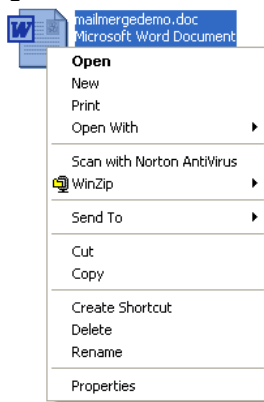 mailmergedemo.doc
Microsoft Word Document
Open
New
Print
Open With
Scan with Norton AntiVirus
WinZip
Send To
Cut
Copy
Create Shortcut
Delete
Rename
Properties